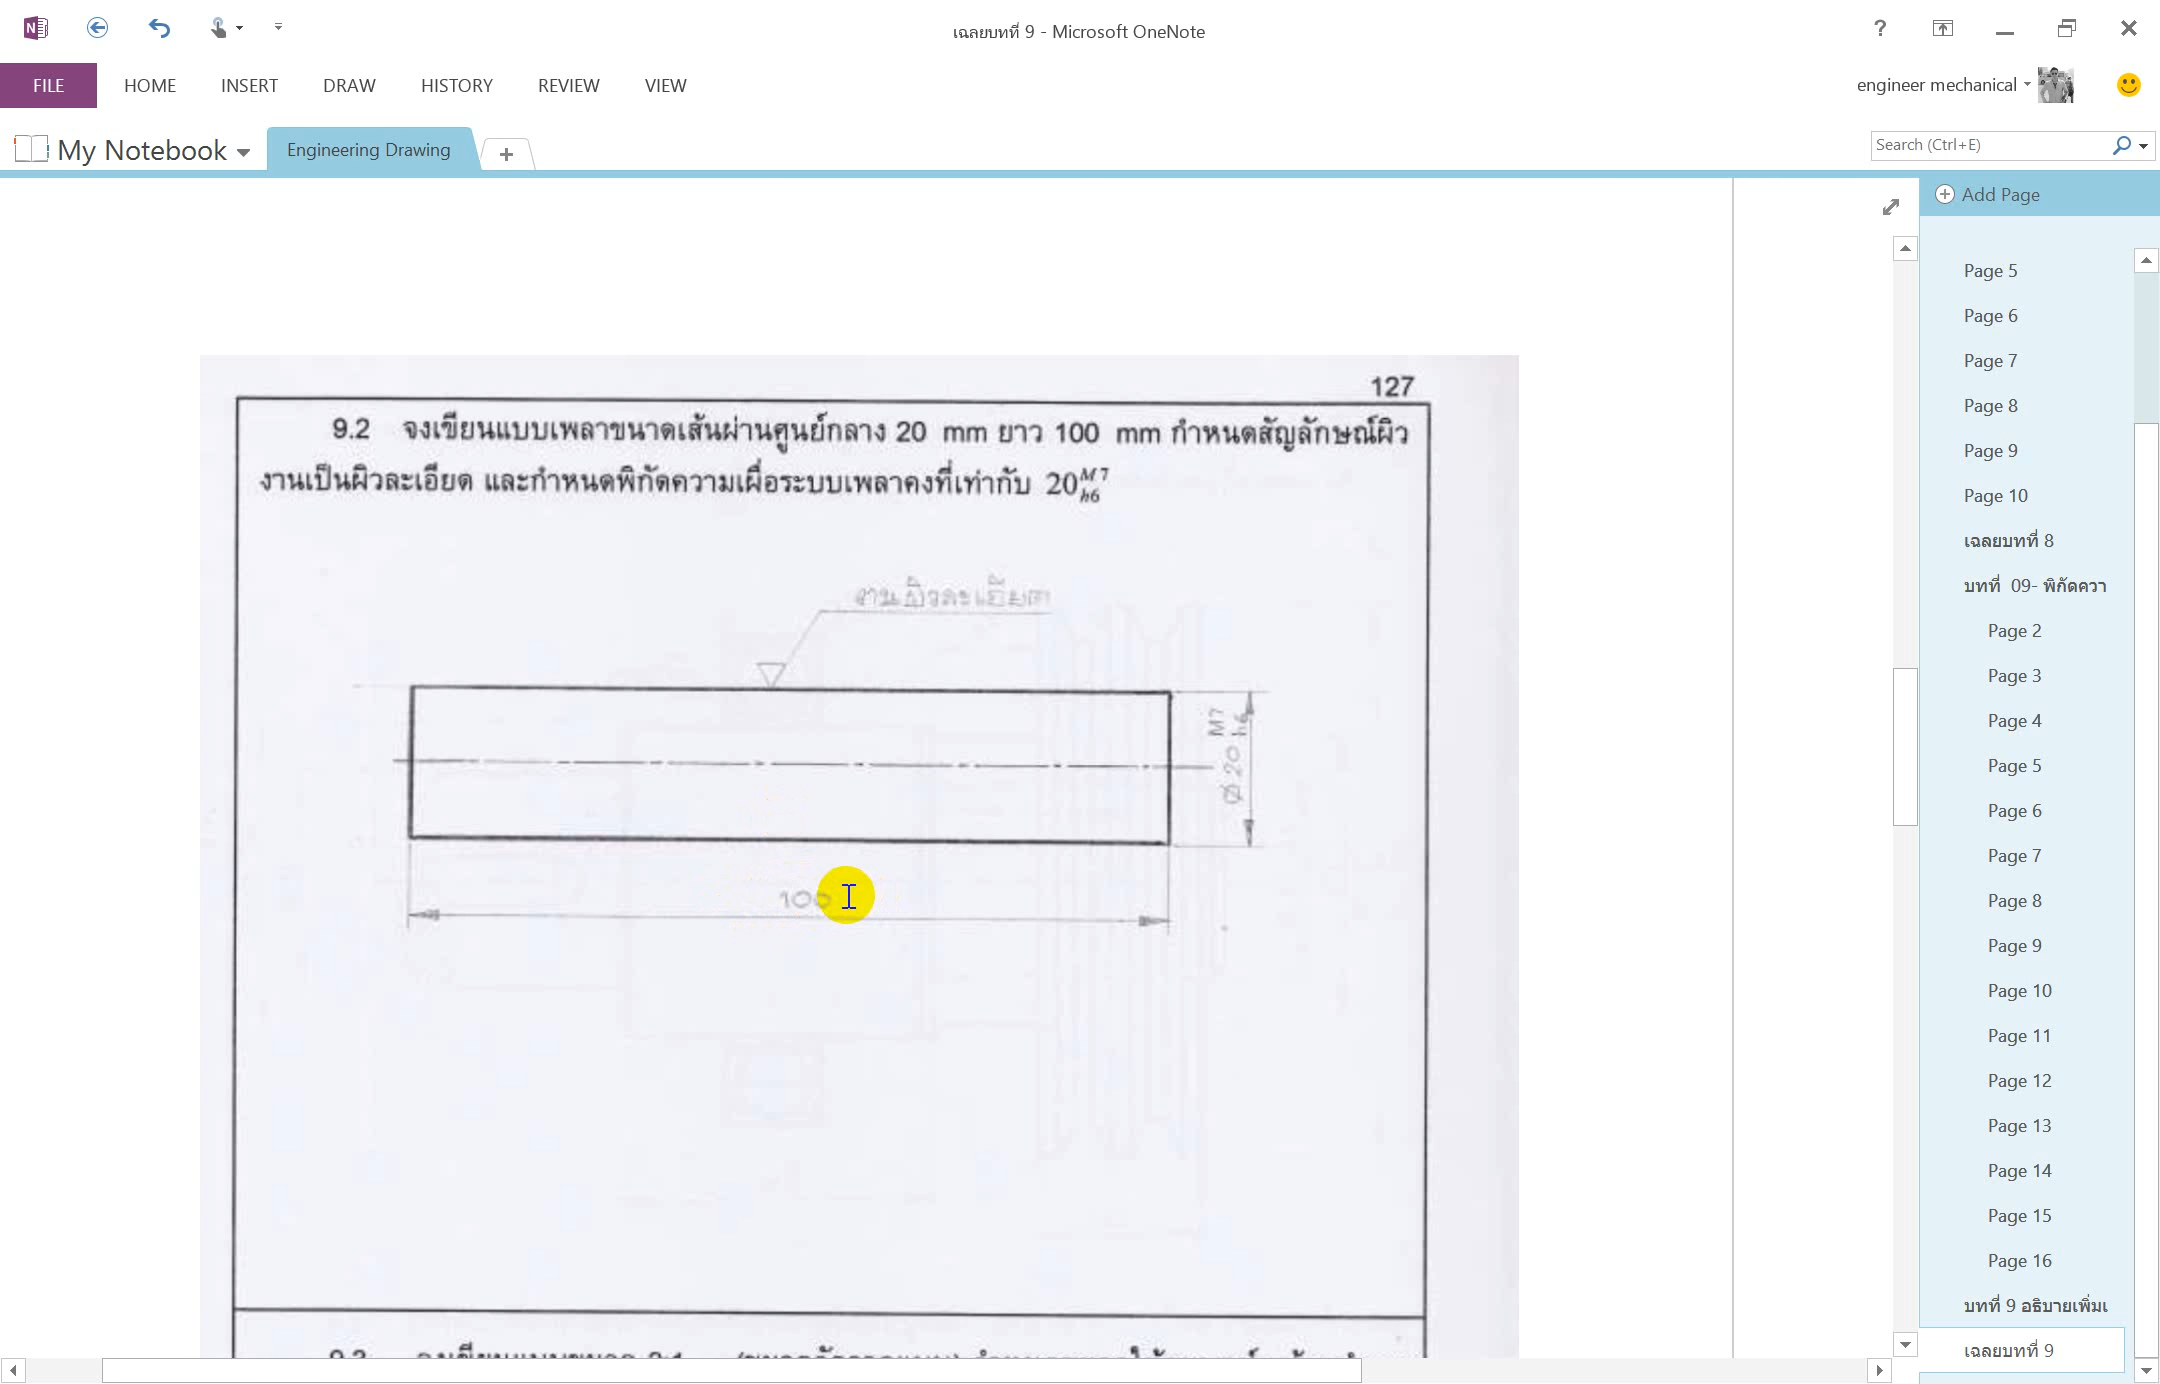 เฉลยบทที่ 9 - Microsoft OneNote
?
FILE
HOME
INSERT
DRAW
HISTORY
REVIEW
VIEW
engineer mechanical
My Notebook
Engineering Drawing
+
Search (Ctrl+E)
Add Page
Page 5
Page 6
Page 7
Page 8
Page 9
Page 10
เฉลยบทที่ 8
บทที่ 09- พิกัดควา
Page 2
Page 3
Page 4
Page 5
Page 6
Page 7
Page 8
Page 9
Page 10
Page 11
Page 12
Page 13
Page 14
Page 15
Page 16
บทที่ 9 อธิบายเพิ่มเ
เฉลยบทที่ 9
127
9.2 จงเขียนแบบเพลาขนาดเส้นผ่านศูนย์กลาง 20 mm ยาว 100 mm กำหนดสัญลักษณ์ผิว
งานเป็นผิวละเอียด และกำหนดพิกัดความเผื่อระบบเพลาคงที่เท่ากับ 20 M7 h6
งานผิวละเอียด
Ø 20 M7 h6
100